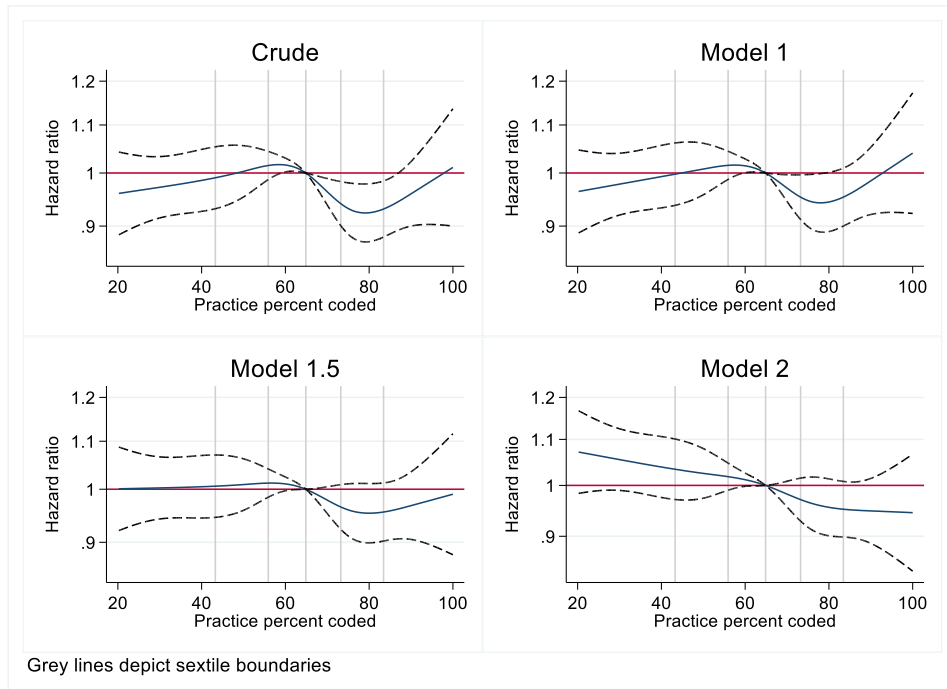 Crude
Hazard ratio
1.2
1.1
1
.9
20 40 60 80 100
Practice percent coded
Model 1
Hazard ratio
1.2
1.1
1
.9
20 40 60 80 100
Practice percent coded
Model 1.5
Hazard ratio
1.2
1.1
1
.9
20 40 60 80 100
Practice percent coded
Model 2
Hazard ratio
1.2
1.1
1
.9
20 40 60 80 100
Practice percent coded
Grey lines depict sextile boundaries